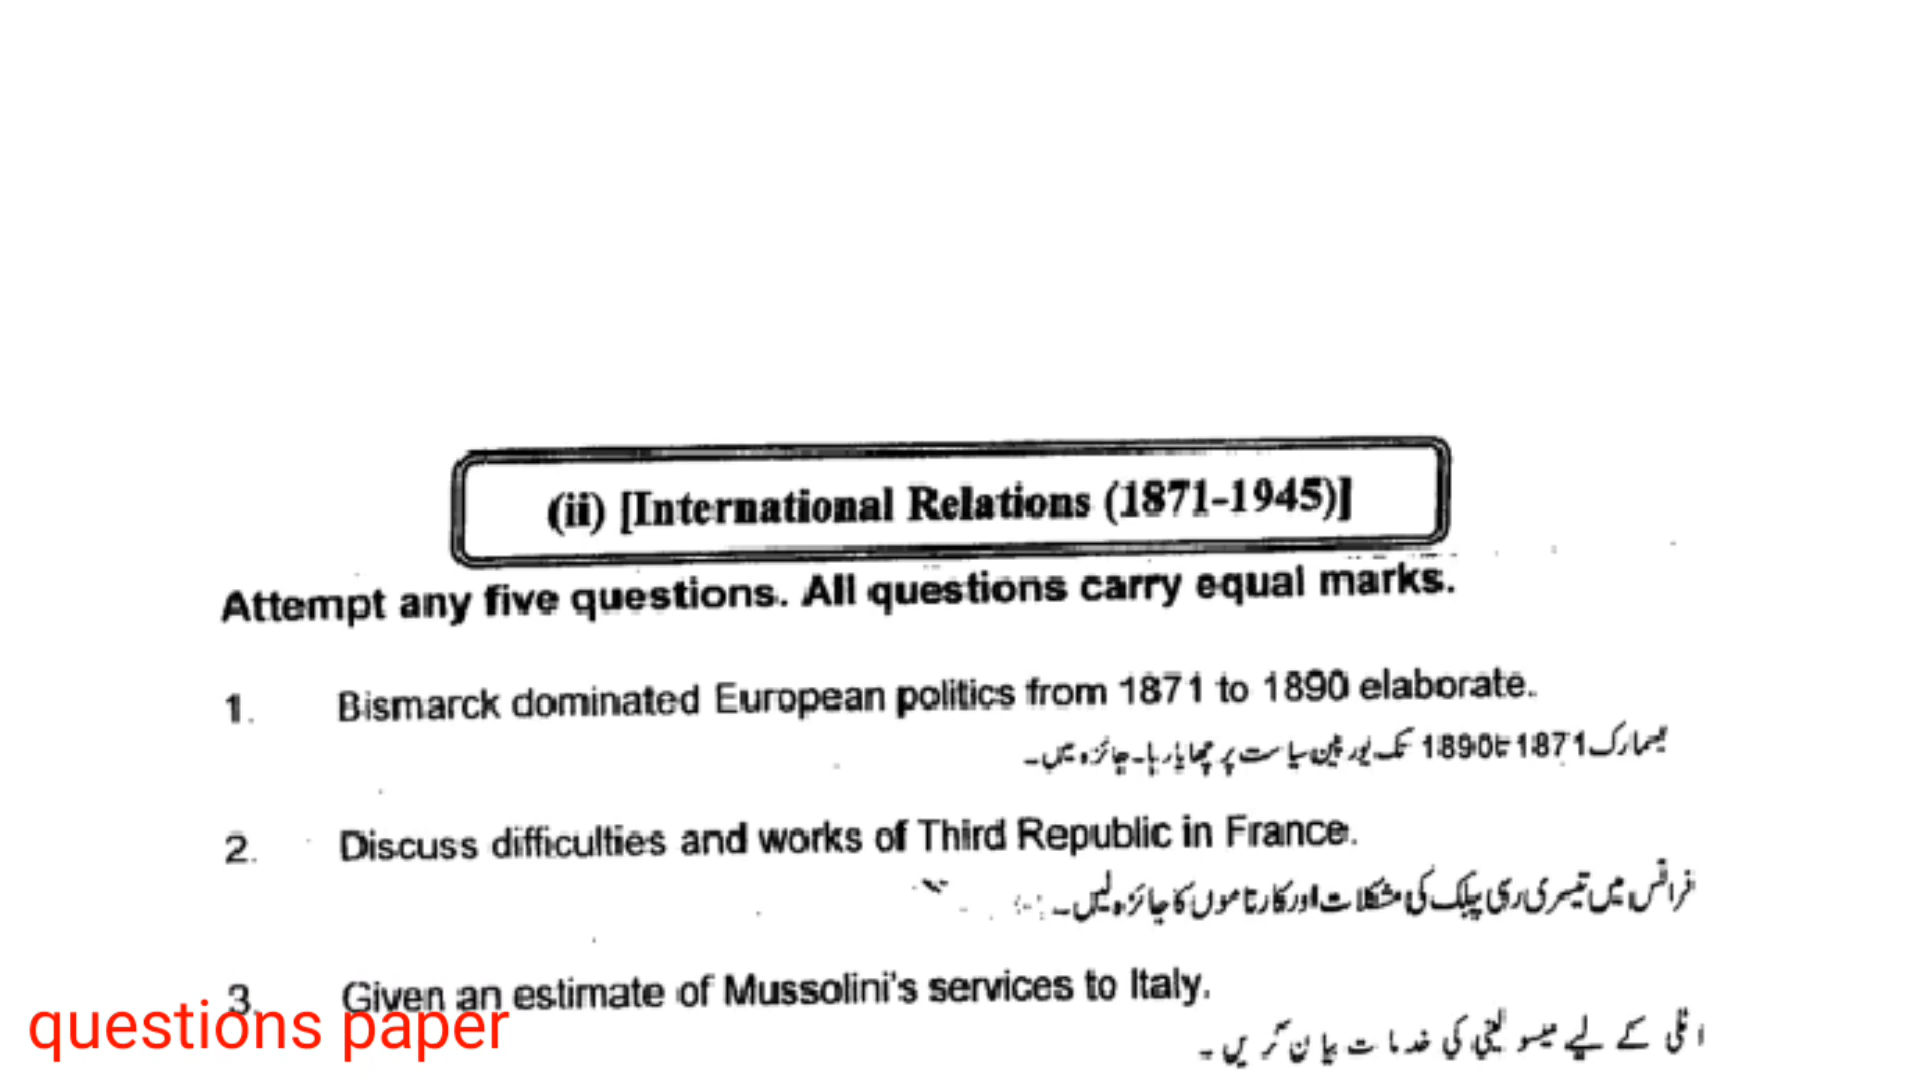 (ii) [International Relations (1871-1945)]
Attempt any five questions. All questions carry equal marks.
1. Bismarck dominated European politics from 1871 to 1890 elaborate.
بسمارک 1871 تا 1890 تک یورپین سیاست پر چھایا رہا۔ جائزہ دیں۔
2. Discuss difficulties and works of Third Republic in France.
فرانس میں تیسری ری پبلک کی مشکلات اور کارناموں کا جائزہ لیں۔
3. Given an estimate of Mussolini's services to Italy.
اٹلی کے لیے میسولینی کی خدمات بیان کریں۔
questions paper